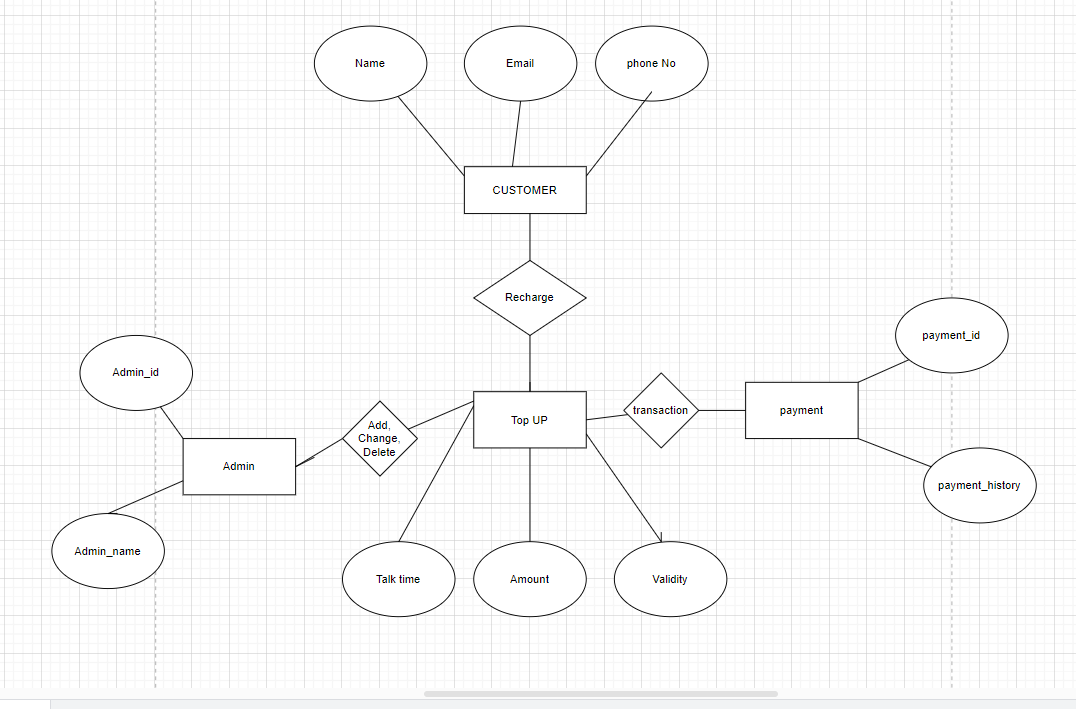 Name
Email
phone No
CUSTOMER
Recharge
payment_id
Admin_id
Add,
Change,
Delete
Top UP
transaction
payment
Admin
payment_history
Admin_name
Talk time
Amount
Validity